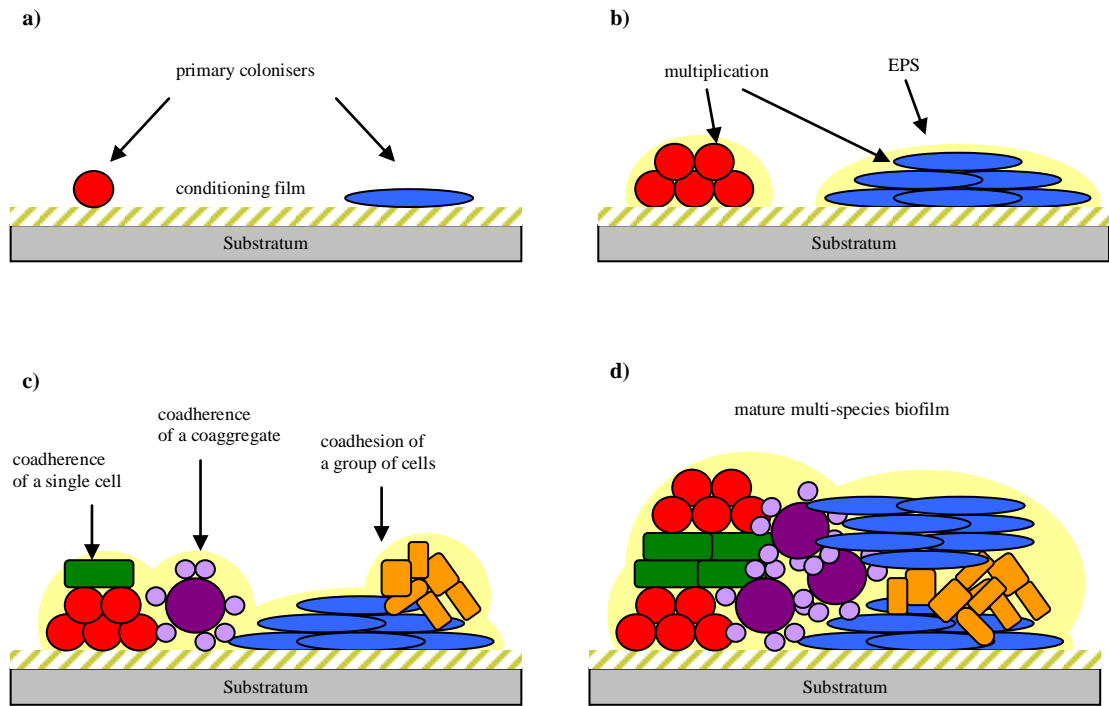 a)
primary colonisers
conditioning film
Substratum
b)
multiplication
EPS
Substratum
c)
coadherence
of a single cell
coadherence
of a coaggregate
coadhesion of
a group of cells
Substratum
d)
mature multi-species biofilm
Substratum